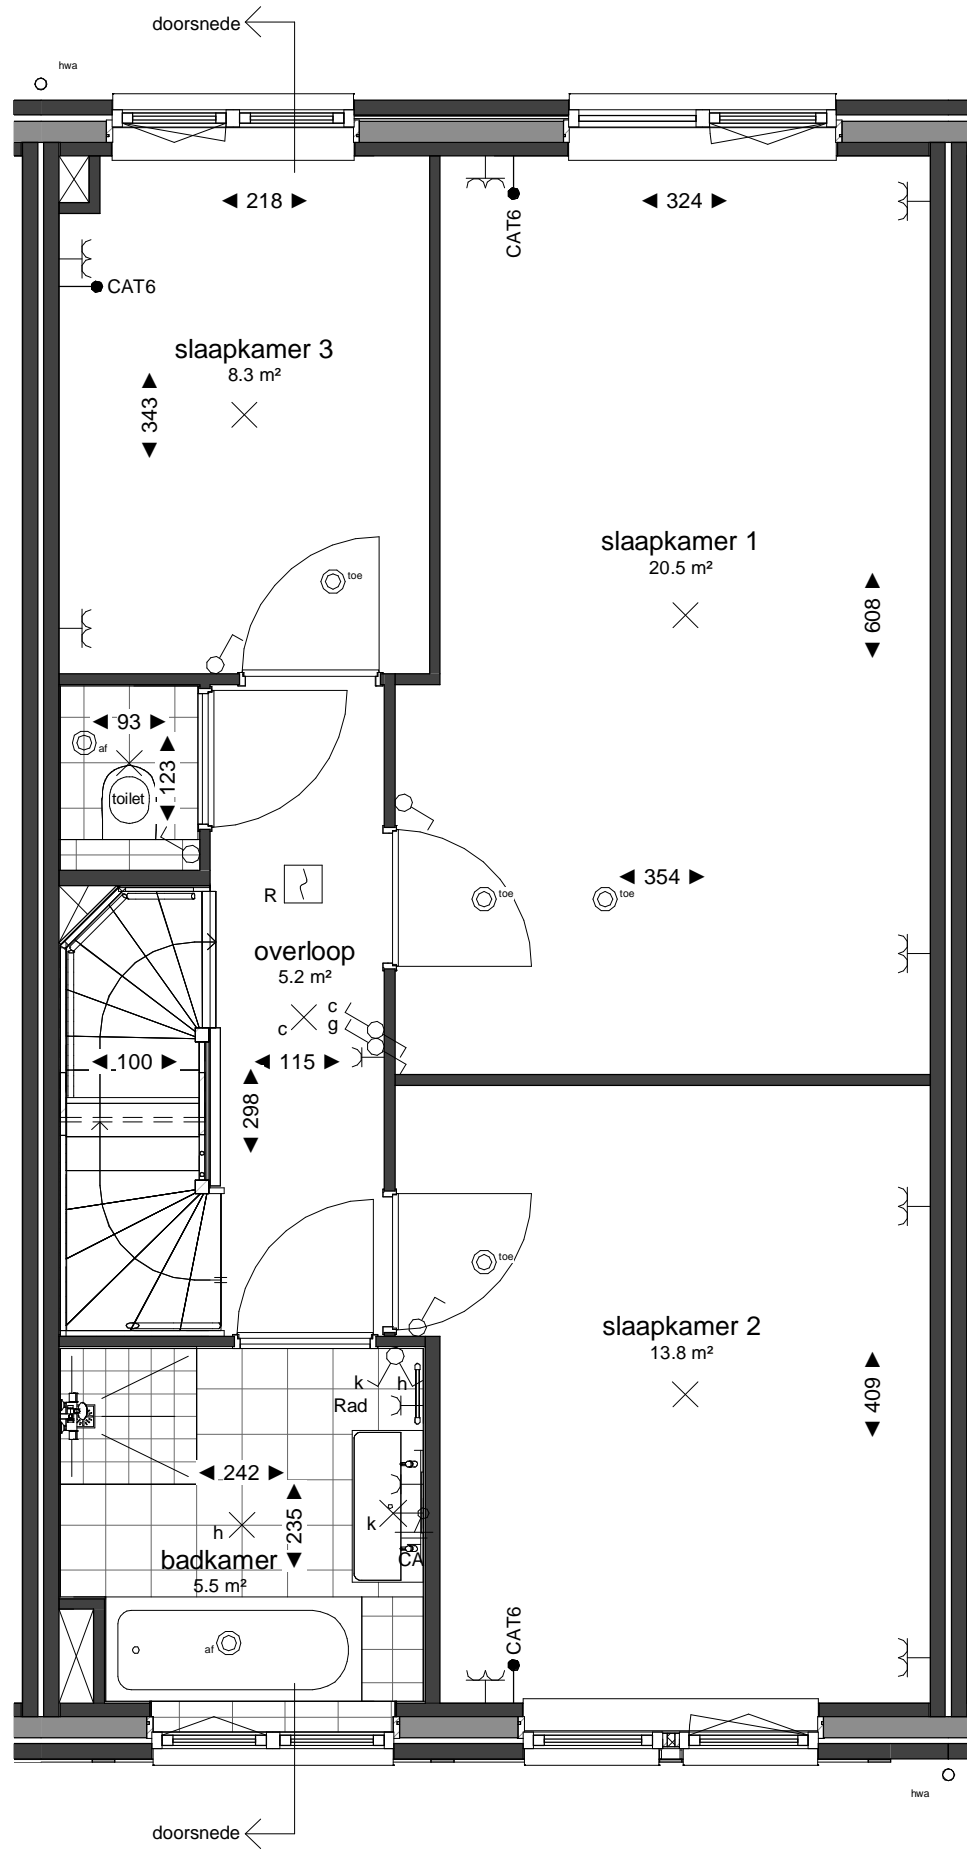 doorsnede
hwa
218
324
CAT6
CAT6
slaapkamer 3
8.3 m²
343
slaapkamer 1
20.5 m²
toe
608
93
af
123
toilet
354
toe
toe
R
overloop
5.2 m²
c
c
g
100
115
298
toe
slaapkamer 2
13.8 m²
k
h
Rad
409
242
235
h
k
badkamer
5.5 m²
CA
CAT6
af
hwa
doorsnede